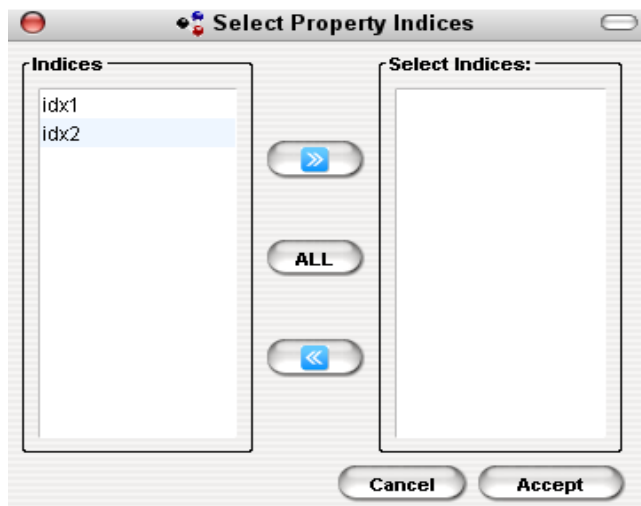 Select Property Indices
Indices
Select Indices:
idx1
idx2
ALL
Cancel
Accept